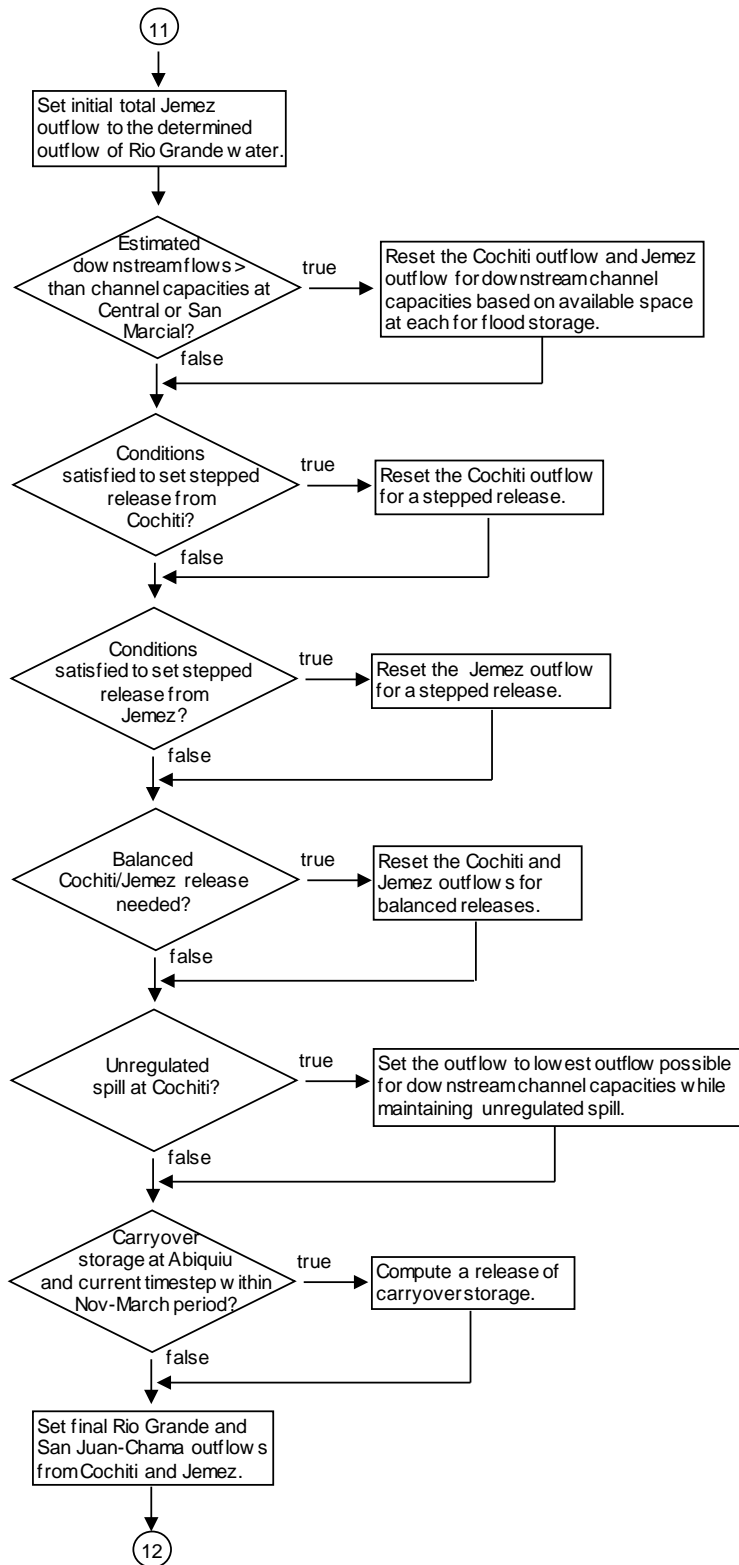 11
Set initial total Jemez
outflow to the determined
outflow of Rio Grande water.
Estimated
downstream flows >
than channel capacities at
Central or San
Marcial?
true
Reset the Cochiti outflow and Jemez
outflow for downstream channel
capacities based on available space
at each for flood storage.
false
Conditions
satisfied to set stepped
release from
Cochiti?
true
Reset the Cochiti outflow
for a stepped release.
false
Conditions
satisfied to set stepped
release from
Jemez?
true
Reset the Jemez outflow
for a stepped release.
false
Balanced
Cochiti/Jemez release
needed?
true
Reset the Cochiti and
Jemez outflows for
balanced releases.
false
Unregulated
spill at Cochiti?
true
Set the outflow to lowest outflow possible
for downstream channel capacities while
maintaining unregulated spill.
false
Carryover
storage at Abiquiu
and current timestep within
Nov-March period?
true
Compute a release of
carryover storage.
false
Set final Rio Grande and
San Juan-Chama outflows
from Cochiti and Jemez.
12